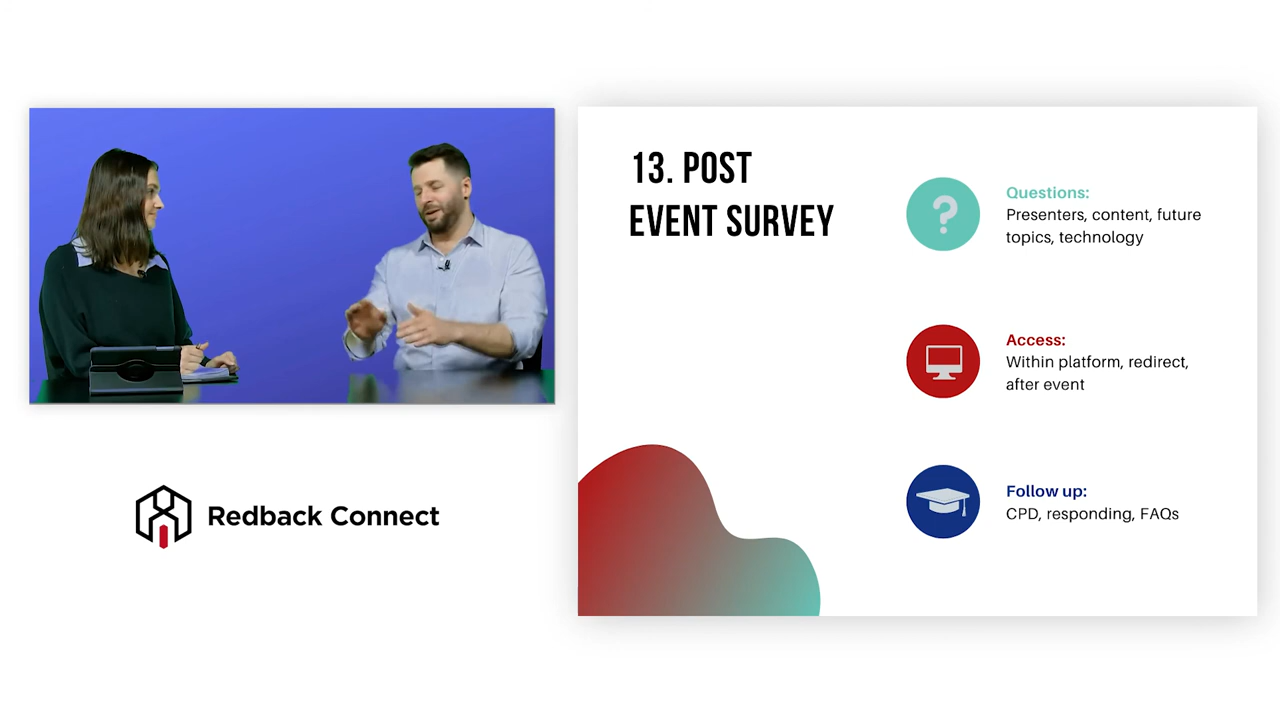 13. POST
EVENT SURVEY
Questions:
Presenters, content, future
topics, technology
Access:
Within platform, redirect,
after event
Follow up:
CPD, responding, FAQs
Redback Connect